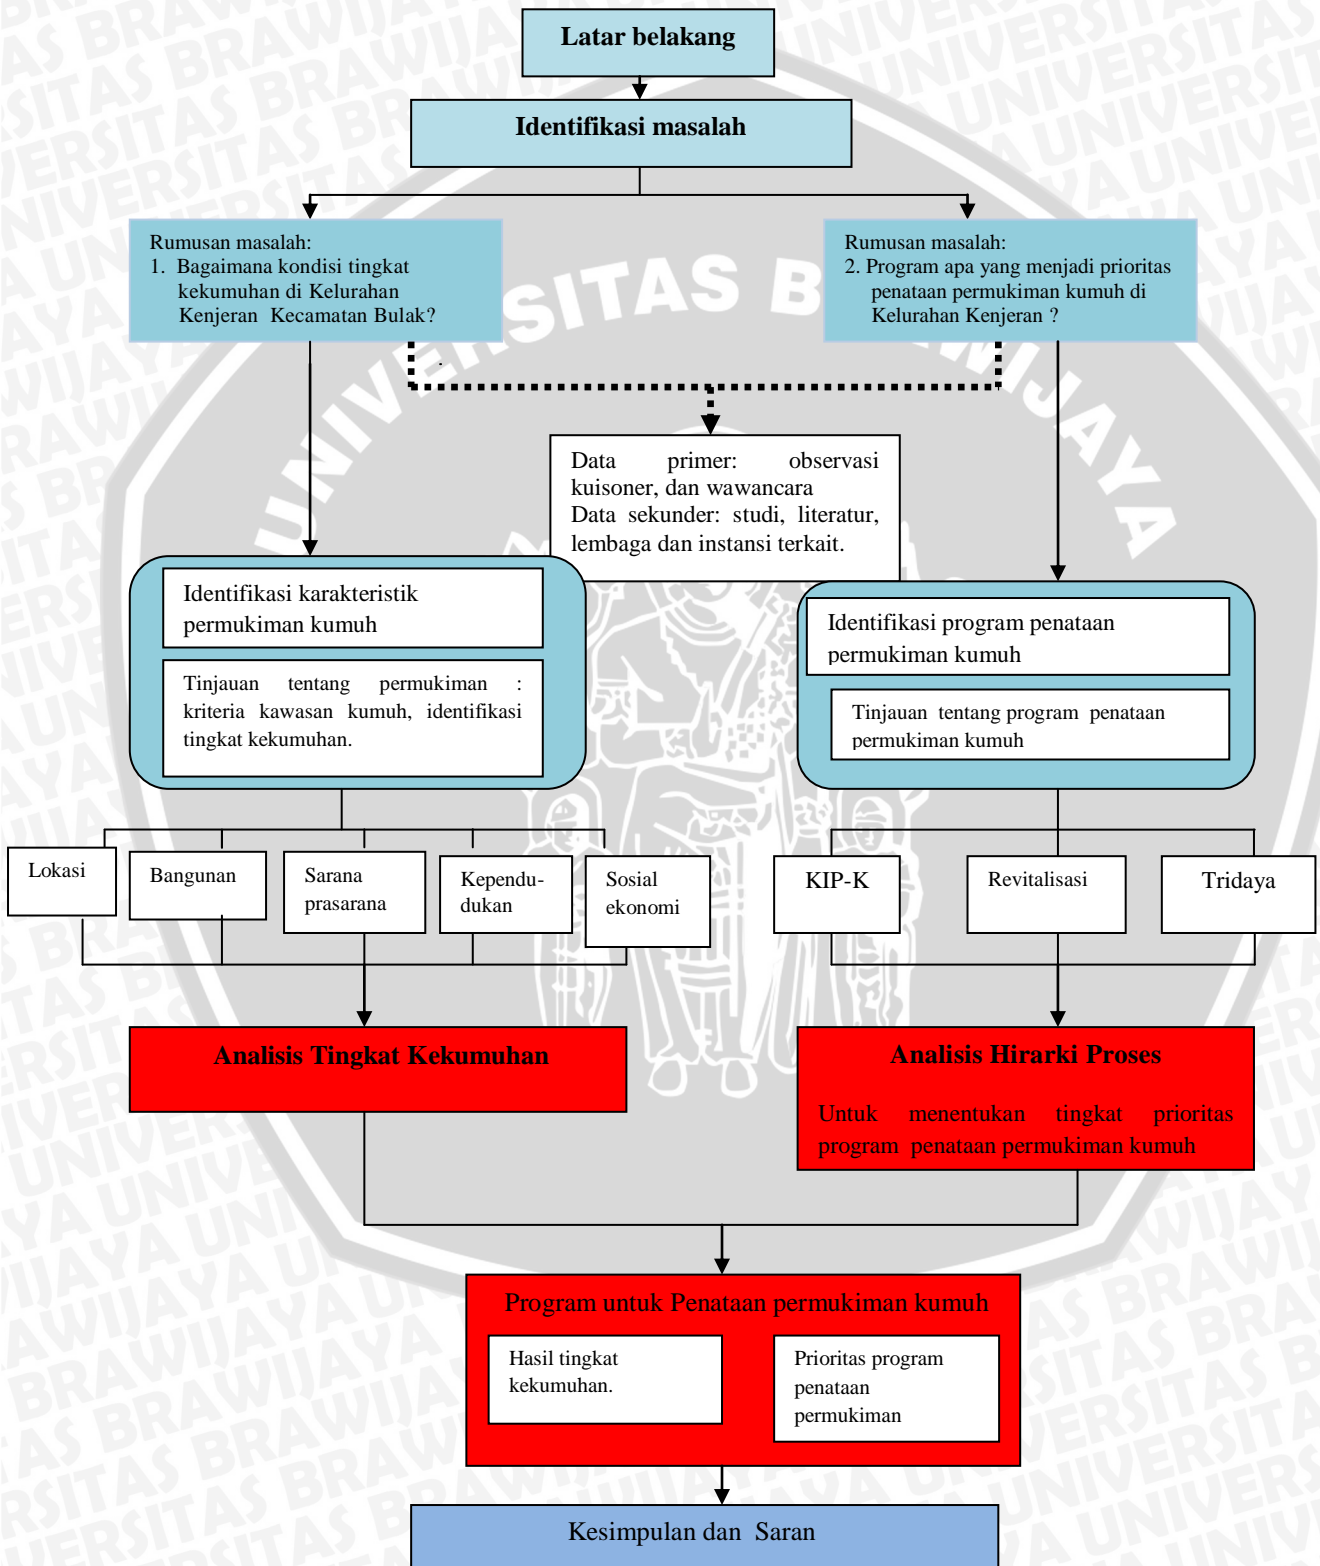 Latar belakang
Identifikasi masalah
Rumusan masalah:
1. Bagaimana kondisi tingkat
kekumuhan di Kelurahan
Kenjeran Kecamatan Bulak?
Rumusan masalah:
2. Program apa yang menjadi prioritas
penataan permukiman kumuh di
Kelurahan Kenjeran ?
Data primer: observasi
kuisoner, dan wawancara
Data sekunder: studi, literatur,
lembaga dan instansi terkait.
Identifikasi karakteristik
permukiman kumuh
Tinjauan tentang permukiman :
kriteria kawasan kumuh, identifikasi
tingkat kekumuhan.
Identifikasi program penataan
permukiman kumuh
Tinjauan tentang program penataan
permukiman kumuh
Lokasi
Bangunan
Sarana
prasarana
Kependu-
dukan
Sosial
ekonomi
KIP-K
Revitalisasi
Tridaya
Analisis Tingkat Kekumuhan
Analisis Hirarki Proses
Untuk menentukan tingkat prioritas
program penataan permukiman kumuh
Program untuk Penataan permukiman kumuh
Hasil tingkat
kekumuhan.
Prioritas program
penataan
permukiman
Kesimpulan dan Saran